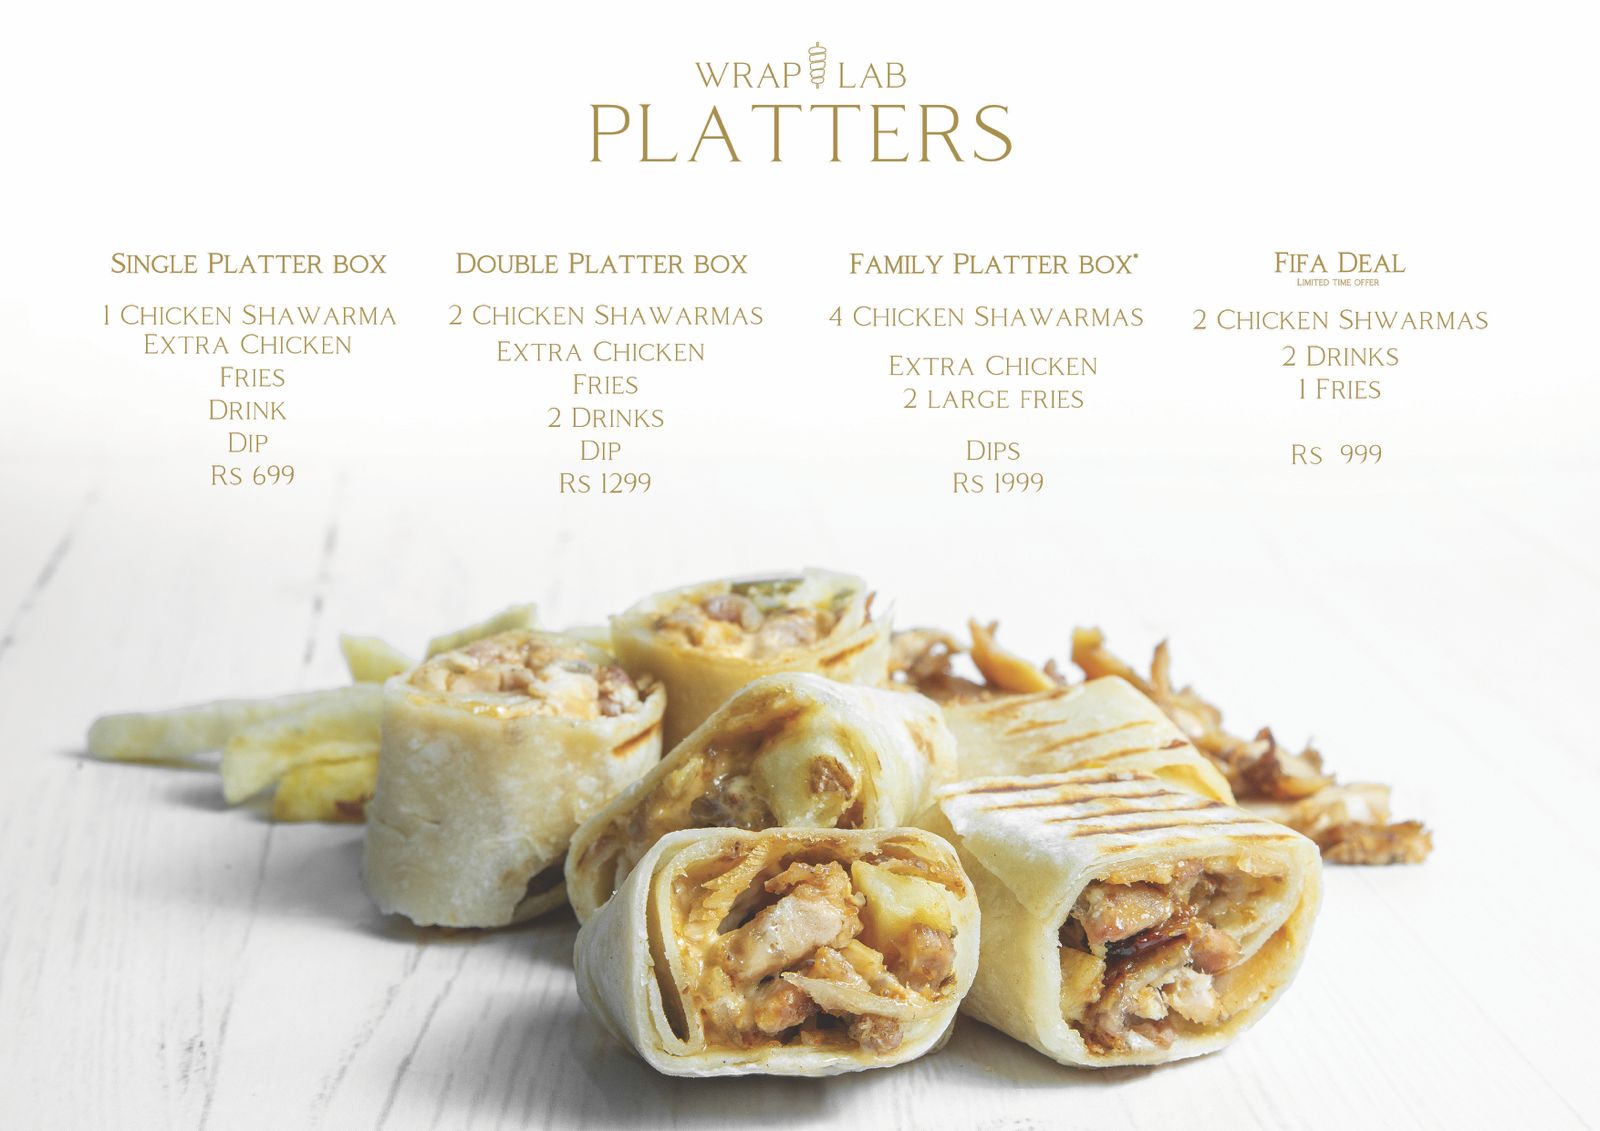 WRAP LAB
PLATTERS
Single Platter box
1 Chicken Shawarma
Extra Chicken
Fries
Drink
Dip
Rs 699
Double Platter box
2 Chicken Shawarmas
Extra Chicken
Fries
2 Drinks
Dip
Rs 1299
Family Platter box*
4 Chicken Shawarmas
Extra Chicken
2 large fries
Dips
Rs 1999
Fifa Deal
Limited time offer
2 Chicken Shwarmas
2 Drinks
1 Fries
Rs 999